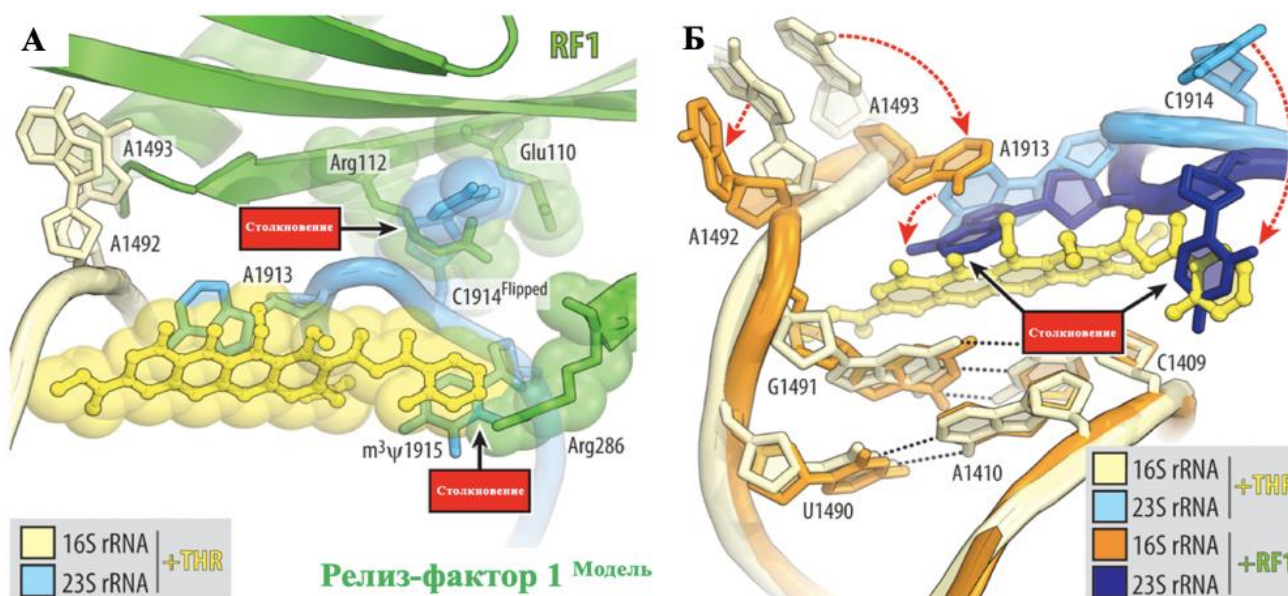 А
RF1
A1493
Arg112
Glu110
Столкновение
A1492
A1913
C1914Flipped
m³ψ1915
Arg286
Столкновение
16S rRNA
23S rRNA
+THR
Релиз-фактор 1 Модель
Б
A1493
C1914
A1913
A1492
Столкновение
G1491
C1409
A1410
U1490
16S rRNA
23S rRNA
+THR
16S rRNA
23S rRNA
+RF1